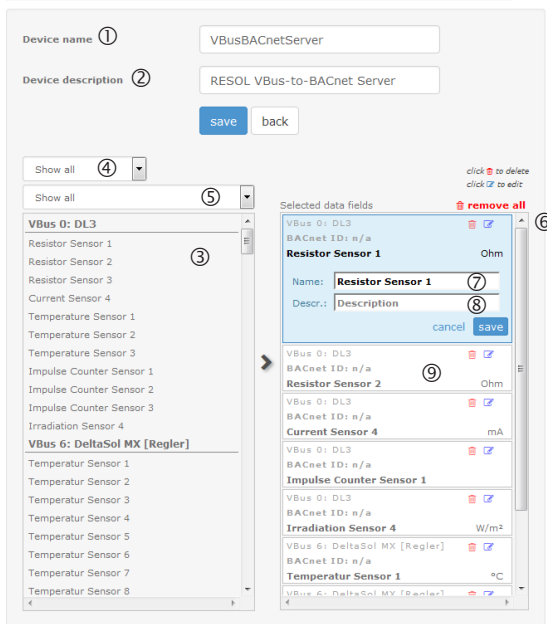 Device name ①
VBusBACnetServer
Device description ②
RESOL VBus-to-BACnet Server
save back
Show all ④
Show all ⑤
click to delete
click to edit
Selected data fields remove all
⑥
VBus 0: DL3
Resistor Sensor 1
Resistor Sensor 2
Resistor Sensor 3
Current Sensor 4
Temperature Sensor 1
Temperature Sensor 2
Temperature Sensor 3
Impulse Counter Sensor 1
Impulse Counter Sensor 2
Impulse Counter Sensor 3
Irradiation Sensor 4
VBus 6: DeltaSol MX [Regler]
Temperatur Sensor 1
Temperatur Sensor 2
Temperatur Sensor 3
Temperatur Sensor 4
Temperatur Sensor 5
Temperatur Sensor 6
Temperatur Sensor 7
Temperatur Sensor 8
③
VBus 0: DL3
BACnet ID: n/a
Resistor Sensor 1 Ohm
Name: Resistor Sensor 1 ⑦
Descr.: Description ⑧
cancel save
VBus 0: DL3
BACnet ID: n/a ⑨
Resistor Sensor 2 Ohm
VBus 0: DL3
BACnet ID: n/a
Current Sensor 4 mA
VBus 0: DL3
BACnet ID: n/a
Impulse Counter Sensor 1
VBus 0: DL3
BACnet ID: n/a
Irradiation Sensor 4 W/m²
VBus 6: DeltaSol MX [Regler]
BACnet ID: n/a
Temperatur Sensor 1 °C
VBus 6: DeltaSol MX [Regler]